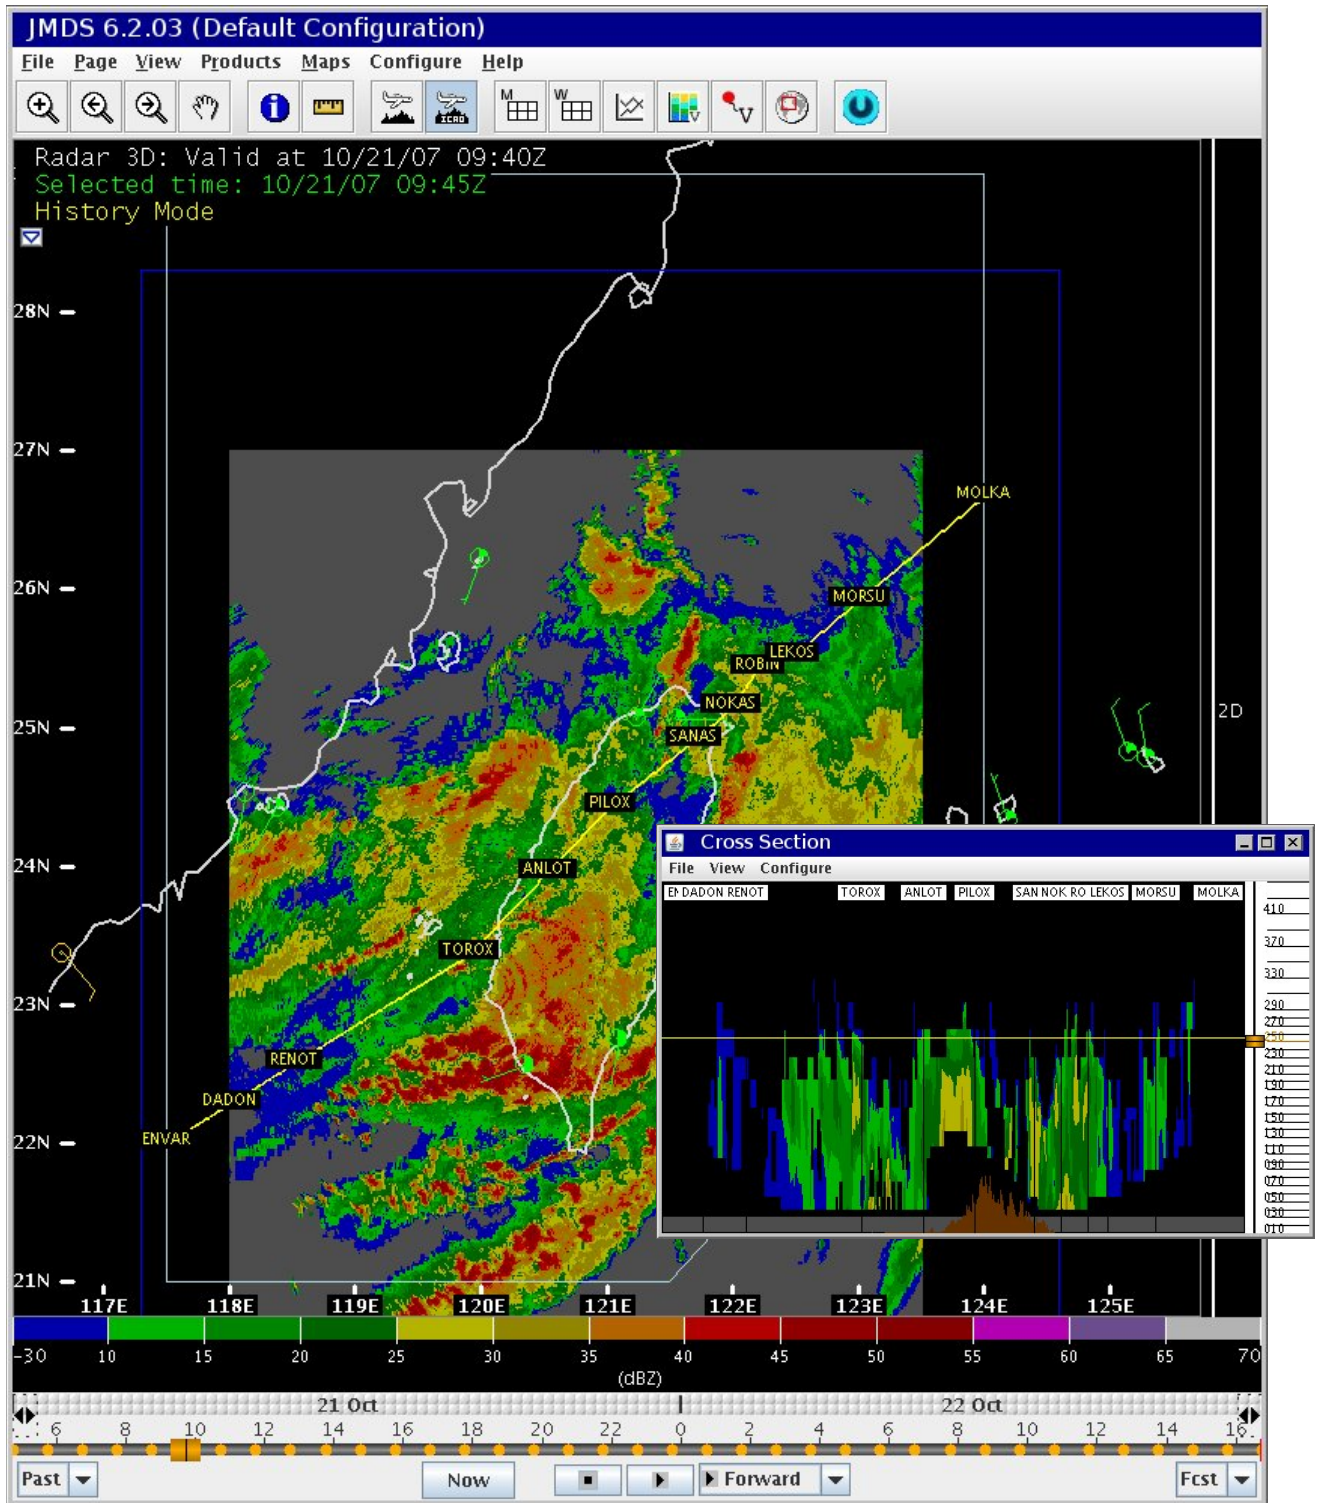 JMDS 6.2.03 (Default Configuration)
File Page View Products Maps Configure Help
M W
ICAO
V V
Radar 3D: Valid at 10/21/07 09:40Z
Selected time: 10/21/07 09:45Z
History Mode
28N
27N
MOLKA
26N
MORSU
LEKOS
ROBIN
NOKAS
25N
SANAS
2D
PILOX
24N
ANLOT
TOROX
23N
RENOT
DADON
22N
ENVAR
21N
117E 118E 119E 120E 121E 122E 123E 124E 125E
Cross Section
File View Configure
EN DADON RENOT TOROX ANLOT PILOX SAN NOK RO LEKOS MORSU MOLKA
410
370
330
290
270
250
230
210
190
170
150
130
110
090
070
050
030
010
-30 10 15 20 25 30 35 40 45 50 55 60 65 70
(dBZ)
21 Oct 22 Oct
6 8 10 12 14 16 18 20 22 0 2 4 6 8 10 12 14 16
Past Now Forward Fcst